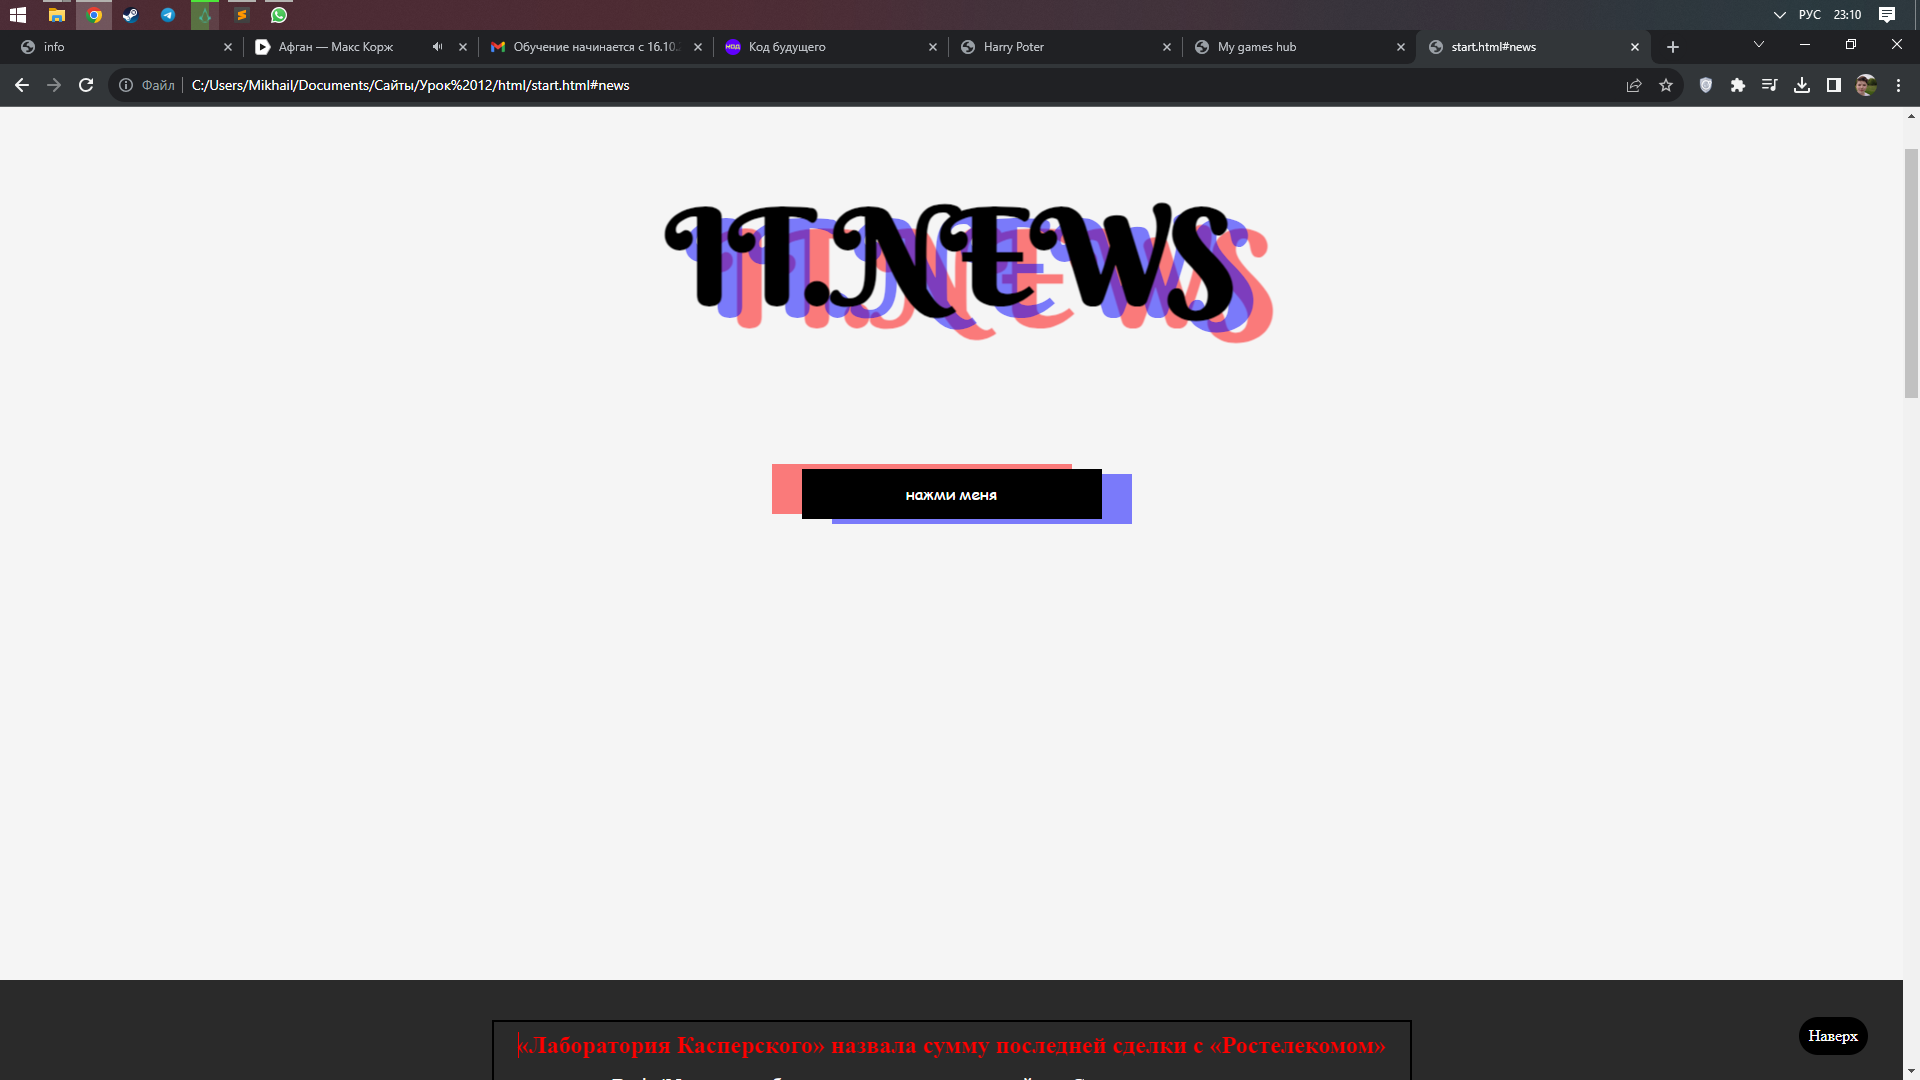 РУС 23:10
info
Афган — Макс Корж
Обучение начинается с 16.10.
Код будущего
Harry Poter
My games hub
start.html#news
Файл C:/Users/Mikhail/Documents/Сайты/Урок%2012/html/start.html#news
IT.NEWS
нажми меня
«Лаборатория Касперского» назвала сумму последней сделки с «Ростелекомом»
Наверх